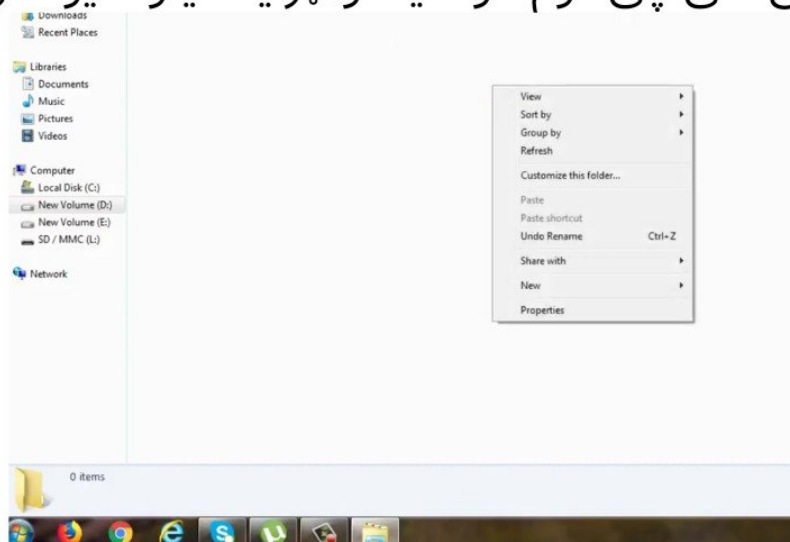 Downloads
Recent Places
Libraries
Documents
Music
Pictures
Videos
Computer
Local Disk (C:)
New Volume (D:)
New Volume (E:)
SD / MMC (L:)
Network
View
Sort by
Group by
Refresh
Customize this folder...
Paste
Paste shortcut
Undo Rename Ctrl+Z
Share with
New
Properties
0 items